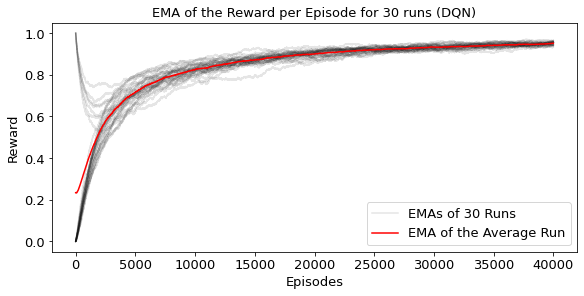 EMA of the Reward per Episode for 30 runs (DQN)
1.0
0.8
0.6
0.4
0.2
0.0
Reward
EMAs of 30 Runs
EMA of the Average Run
0 5000 10000 15000 20000 25000 30000 35000 40000
Episodes